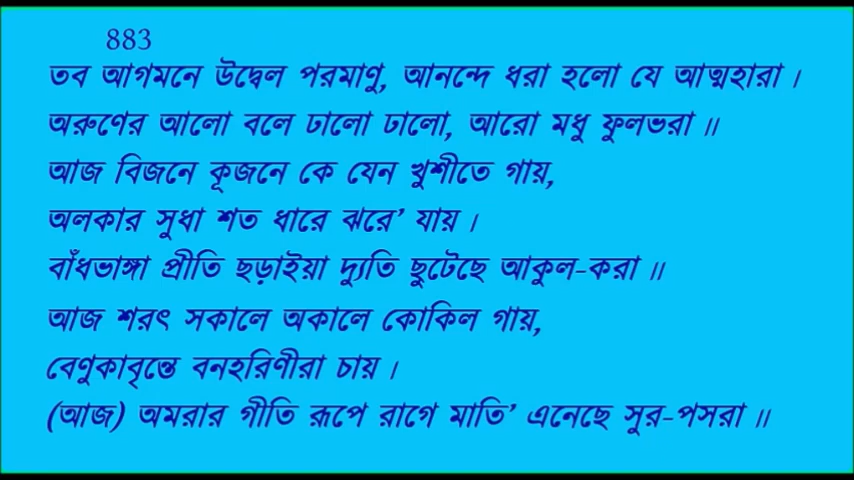 883
তব আগমনে উদ্বেল পরমাণু, আনন্দে ধরা হলো যে আত্মহারা ।
অরুণের আলো বলে ঢালো ঢালো, আরো মধু ফুলভরা ॥
আজ বিজনে কূজনে কে যেন খুশীতে গায়,
অলকার সুধা শত ধারে ঝরে’ যায় ।
বাঁধভাঙ্গা প্রীতি ছড়াইয়া দ্যুতি ছুটেছে আকুল-করা ॥
আজ শরৎ সকালে অকালে কোকিল গায়,
বেণুকাবৃন্তে বনহরিণীরা চায় ।
(আজ) অমরার গীতি রূপে রাগে মাতি’ এনেছে সুর-পসরা ॥